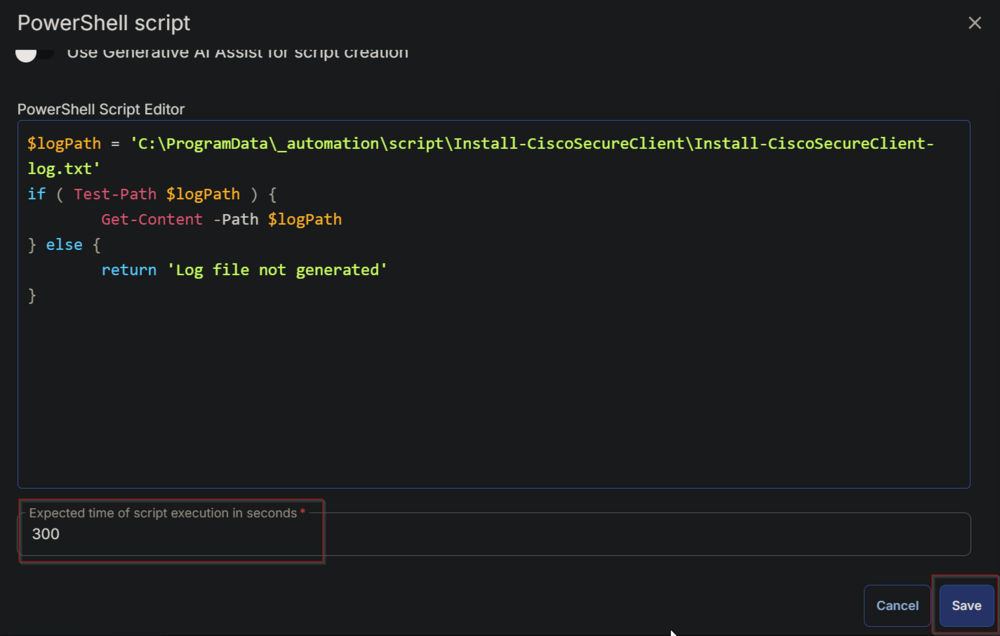 PowerShell script
Use Generative AI Assist for script creation
PowerShell Script Editor
$logPath = 'C:\ProgramData\_automation\script\Install-CiscoSecureClient\Install-CiscoSecureClient-
log.txt'
if ( Test-Path $logPath ) {
        Get-Content -Path $logPath
} else {
        return 'Log file not generated'
}
Expected time of script execution in seconds *
300
Cancel
Save